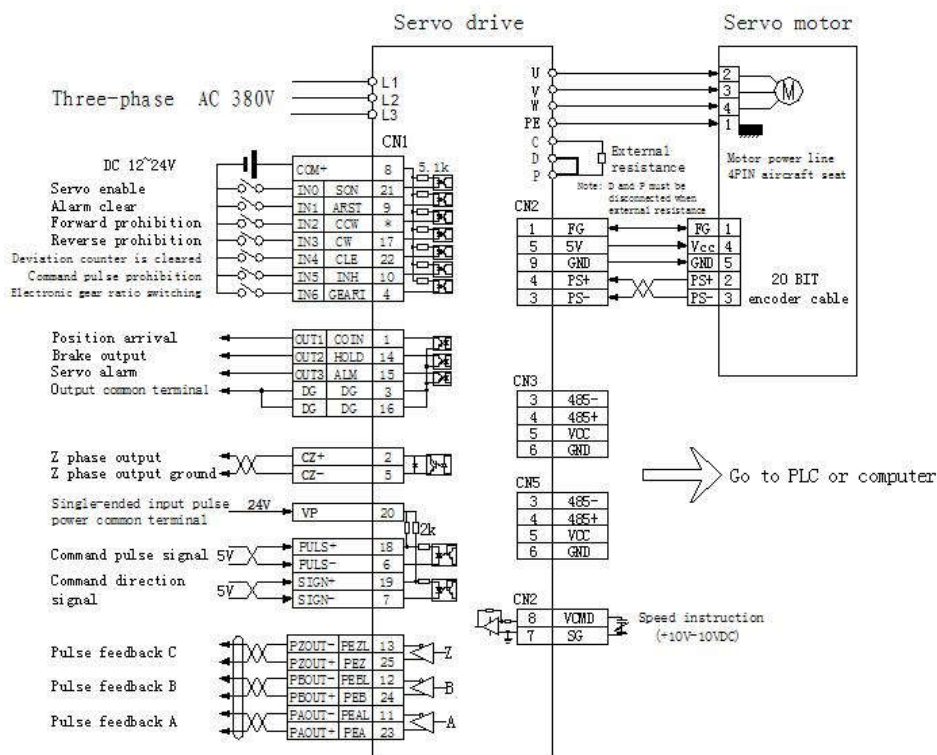 Servo drive
Servo motor
Three-phase AC 380V
L1
L2
L3
U
V
W
PE
C
D
P
2
3
4
1
M
External
resistance
Note: D and P must be
disconnected when
external resistance
Motor power line
4PIN aircraft seat
CN1
DC 12~24V
COM+ 8 5.1k
Servo enable IN0 SON 21
Alarm clear IN1 ARST 9
Forward prohibition IN2 CCW *
Reverse prohibition IN3 CW 17
Deviation counter is cleared IN4 CLE 22
Command pulse prohibition IN5 INH 10
Electronic gear ratio switching IN6 GEAR1 4
CN2
1 FG FG 1
5 5V Vcc 4
9 GND GND 5
4 PS+ PS+ 2
3 PS- PS- 3
20 BIT
encoder cable
Position arrival OUT1 COIN 1
Brake output OUT2 HOLD 14
Servo alarm OUT3 ALM 15
Output common terminal DG DG 3
DG DG 16
CN3
3 485-
4 485+
5 VCC
6 GND
Z phase output CZ+ 2
Z phase output ground CZ- 5
Go to PLC or computer
CN5
3 485-
4 485+
5 VCC
6 GND
Single-ended input pulse
power common terminal
24V VP 20
2k
Command pulse signal 5V PULS+ 18
PULS- 6
Command direction
signal
5V SIGN+ 19
SIGN- 7
CN2
8 VCMD
7 SG
Speed instruction
(+10V-10VDC)
Pulse feedback C PZOUT- PEZL 13 Z
PZOUT+ PEZ 25
Pulse feedback B PBOUT- PEBL 12 B
PBOUT+ PEB 24
Pulse feedback A PAOUT- PEAL 11 A
PAOUT+ PEA 23